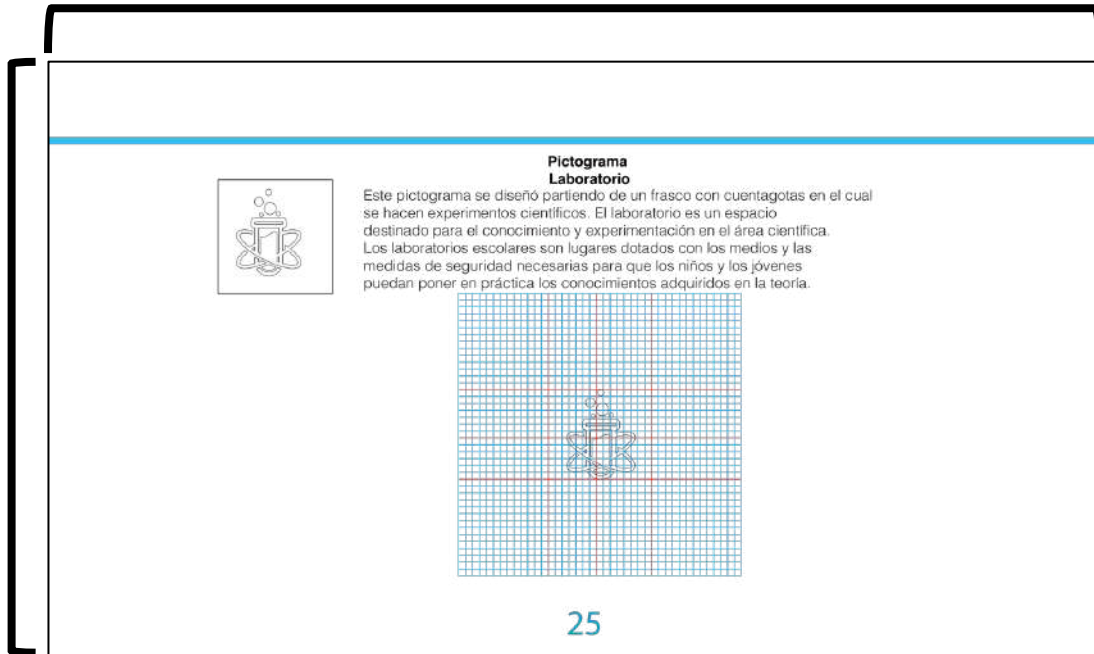 Pictograma
Laboratorio
Este pictograma se diseñó partiendo de un frasco con cuentagotas en el cual
se hacen experimentos científicos. El laboratorio es un espacio
destinado para el conocimiento y experimentación en el área científica.
Los laboratorios escolares son lugares dotados con los medios y las
medidas de seguridad necesarias para que los niños y los jóvenes
puedan poner en práctica los conocimientos adquiridos en la teoría.
25